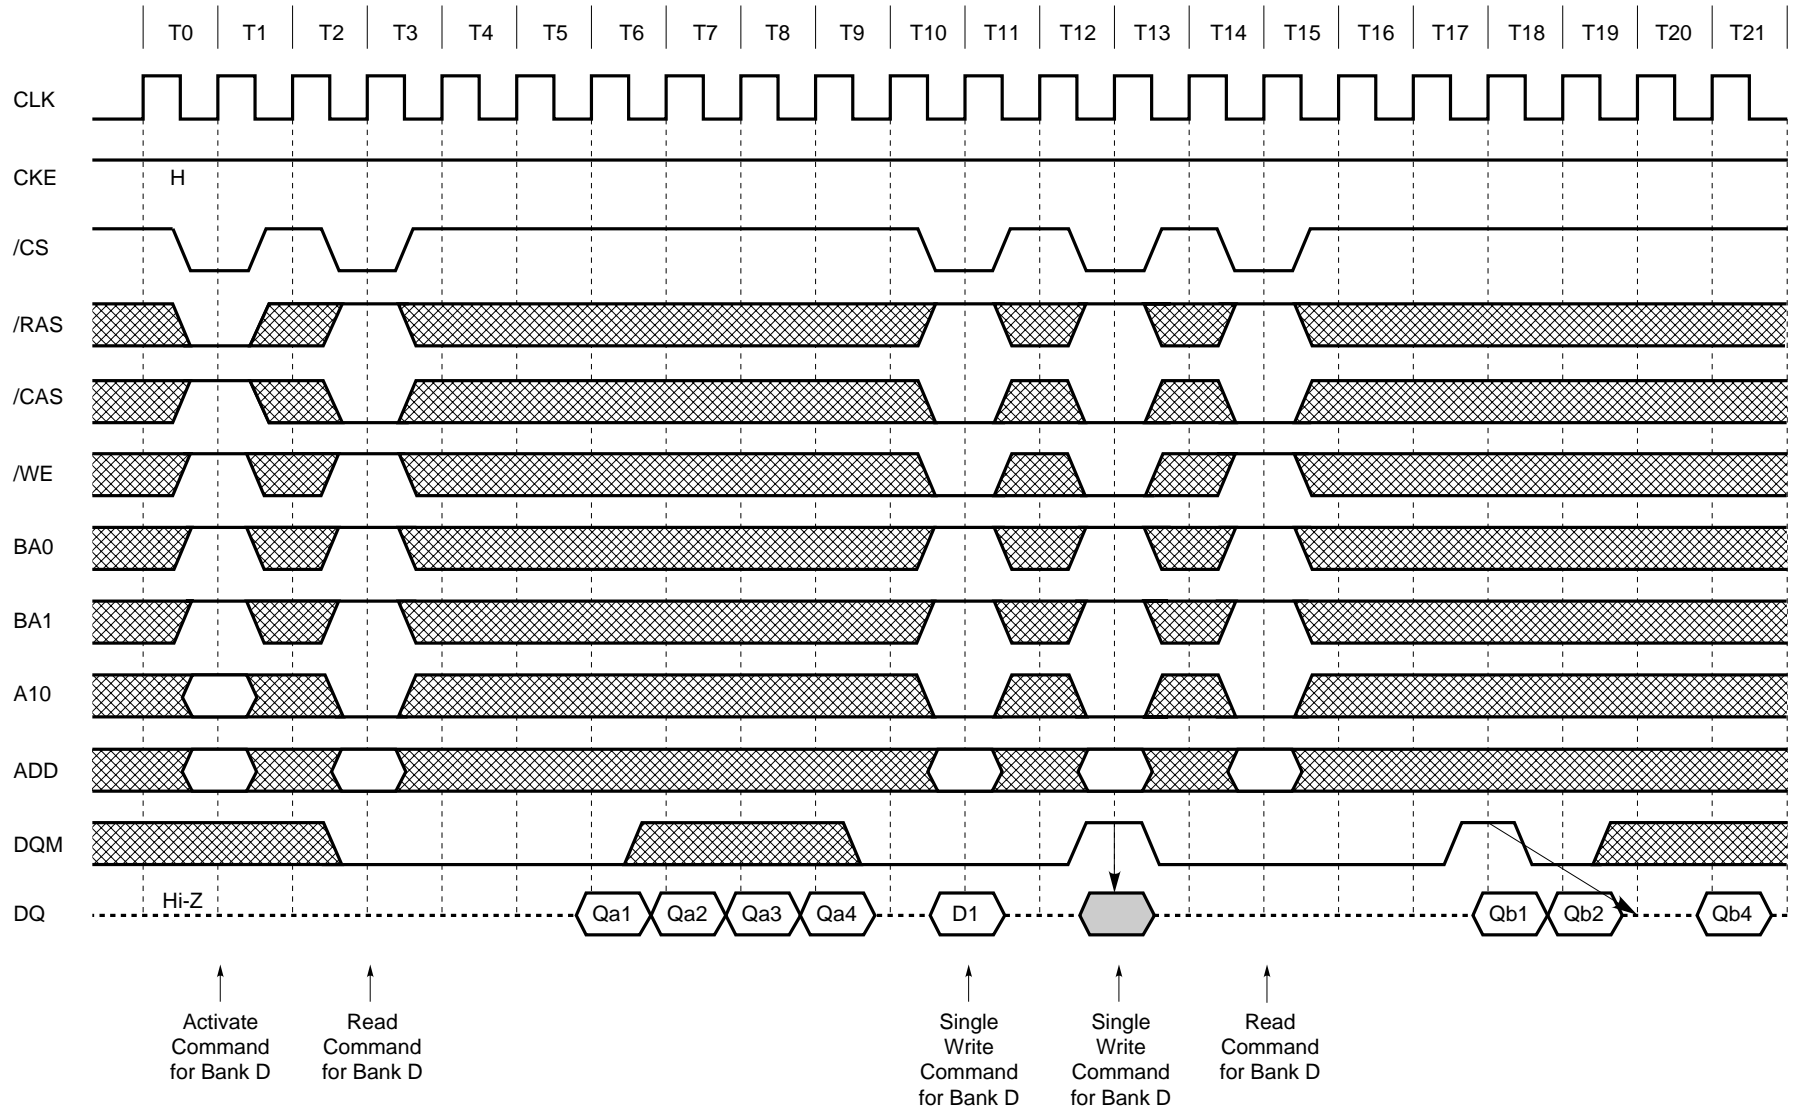 T0 T1 T2 T3 T4 T5 T6 T7 T8 T9 T10 T11 T12 T13 T14 T15 T16 T17 T18 T19 T20 T21
CLK
CKE H
/CS
/RAS
/CAS
/WE
BA0
BA1
A10
ADD
DQM
DQ Hi-Z Qa1 Qa2 Qa3 Qa4 D1 Qb1 Qb2 Qb4
Activate
Command
for Bank D
Read
Command
for Bank D
Single
Write
Command
for Bank D
Single
Write
Command
for Bank D
Read
Command
for Bank D